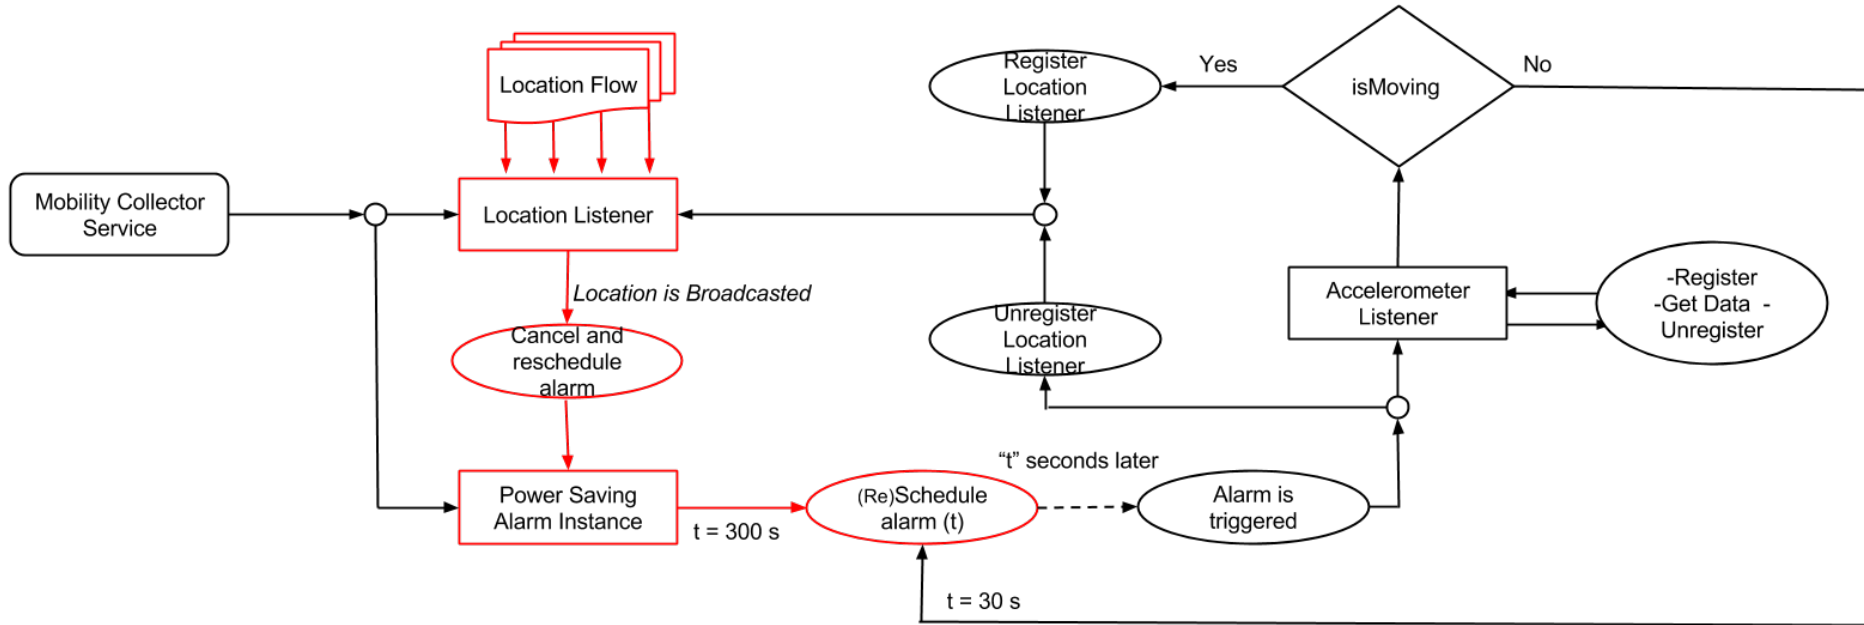 Location Flow
Register
Location
Listener
Yes
isMoving
No
Mobility Collector
Service
Location Listener
Location is Broadcasted
Cancel and
reschedule
alarm
Unregister
Location
Listener
Accelerometer
Listener
-Register
-Get Data -
Unregister
Power Saving
Alarm Instance
t = 300 s
(Re)Schedule
alarm (t)
“t” seconds later
Alarm is
triggered
t = 30 s